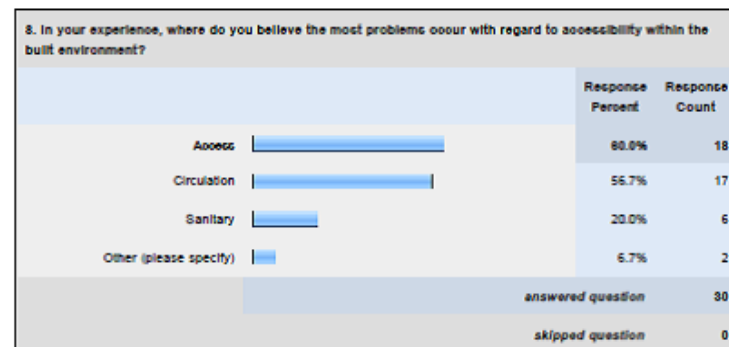 8. In your experience, where do you believe the most problems occur with regard to accessibility within the
built environment?
Response Percent Response Count
Access 60.0% 18
Circulation 56.7% 17
Sanitary 20.0% 6
Other (please specify) 6.7% 2
answered question 30
skipped question 0